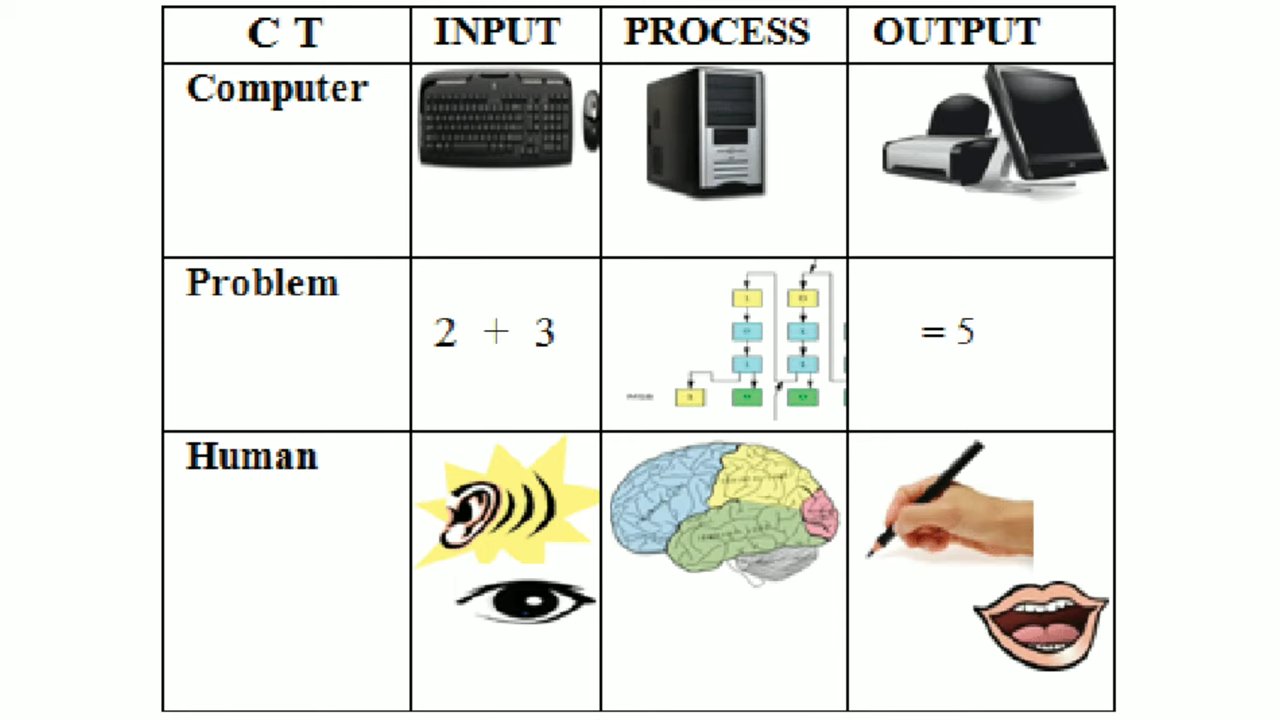 C T INPUT PROCESS OUTPUT
Computer
Problem
2 + 3
= 5
Human